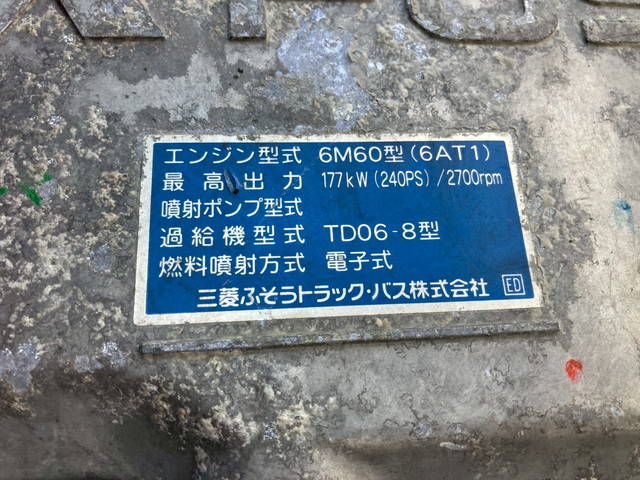 エンジン型式 6M60型(6AT1)
最高出力 177kW(240PS)/2700rpm
噴射ポンプ型式
過給機型式 TD06-8型
燃料噴射方式 電子式
三菱ふそうトラック・バス株式会社 ED